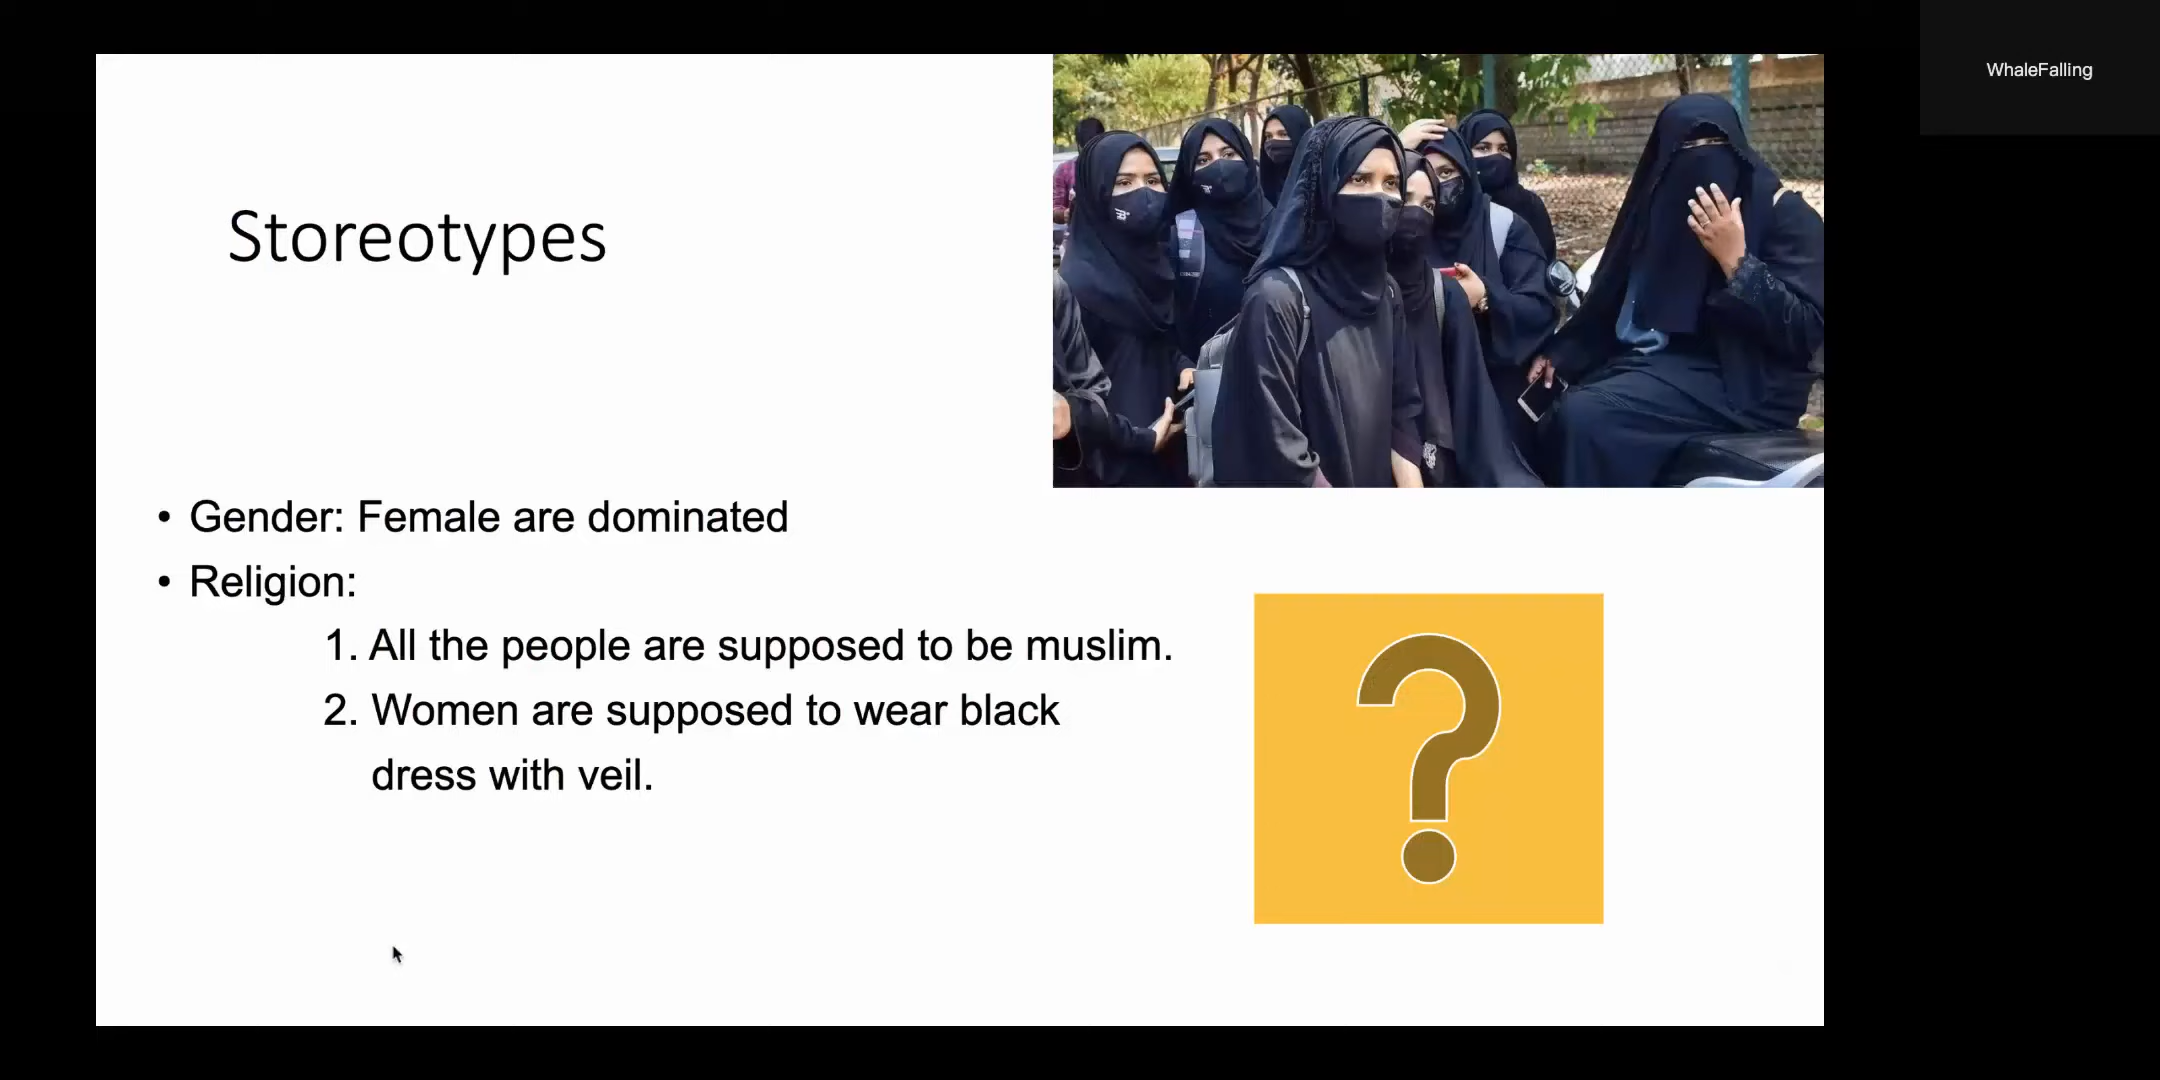 WhaleFalling
Storeotypes
• Gender: Female are dominated
• Religion:
1. All the people are supposed to be muslim.
2. Women are supposed to wear black
dress with veil.
?